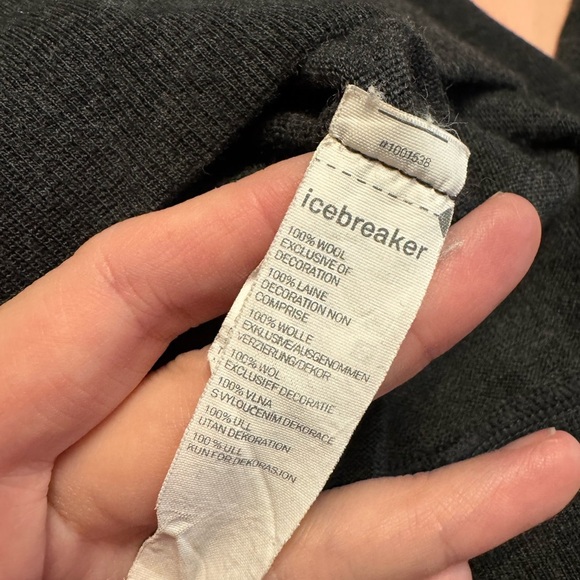 #1001538
icebreaker
100% WOOL
EXCLUSIVE OF
DECORATION
100% LAINE
DECORATION NON
COMPRISE
100% WOLLE
EXKLUSIVE/AUSGENOMMEN
VERZIERUNG/DEKOR
100% WOL
EXCLUSIEF DECORATIE
100% VLNA
S VYLOUČENÍM DEKORACE
100% ULL
UTAN DEKORATION
100 % ULL
KUN FOR DEKORASJON